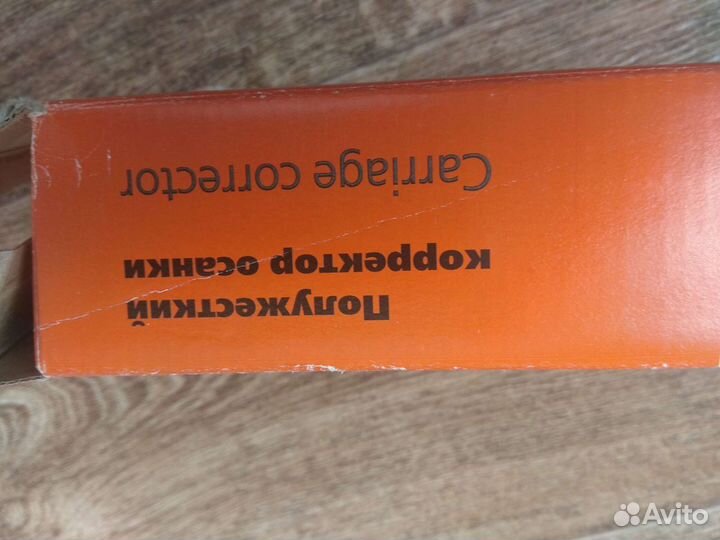 Полужесткий
корректор осанки
Carriage corrector
Avito